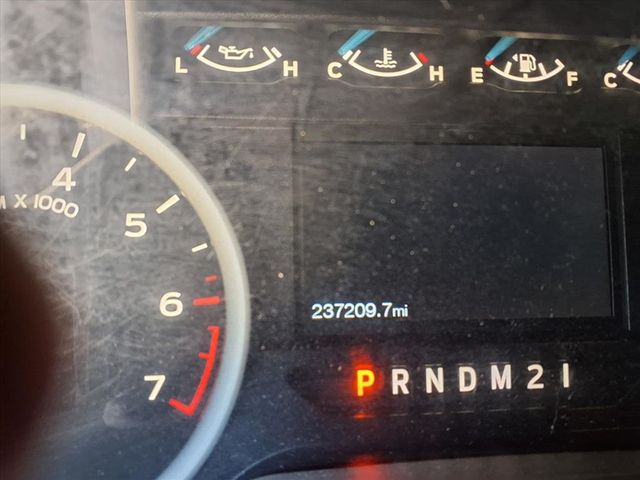 L H C H E F C
4
M X 1000
5
6
7
237209.7mi
P R N D M 2 1